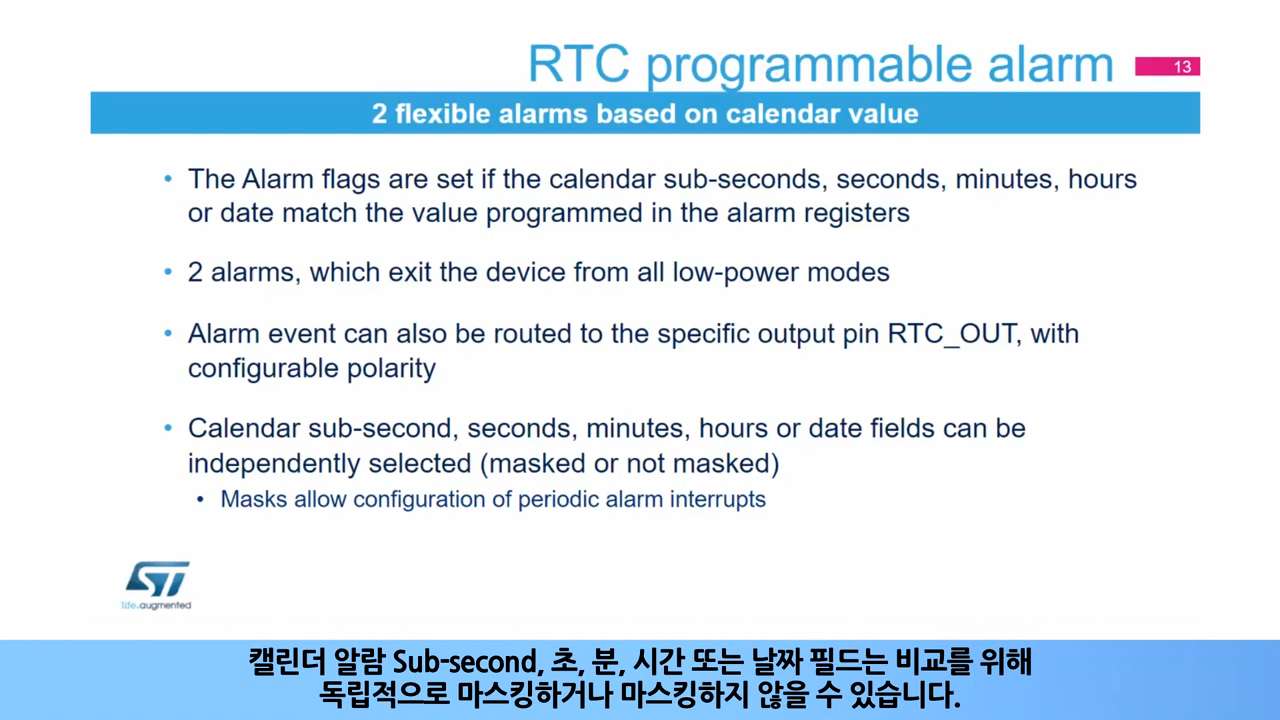 RTC programmable alarm
13
2 flexible alarms based on calendar value
• The Alarm flags are set if the calendar sub-seconds, seconds, minutes, hours
or date match the value programmed in the alarm registers
• 2 alarms, which exit the device from all low-power modes
• Alarm event can also be routed to the specific output pin RTC_OUT, with
configurable polarity
• Calendar sub-second, seconds, minutes, hours or date fields can be
independently selected (masked or not masked)
• Masks allow configuration of periodic alarm interrupts
ST
life.augmented
캘린더 알람 Sub-second, 초, 분, 시간 또는 날짜 필드는 비교를 위해
독립적으로 마스킹하거나 마스킹하지 않을 수 있습니다.